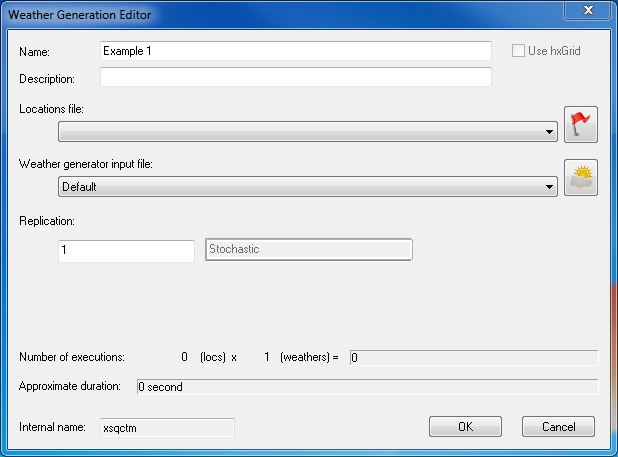 Weather Generation Editor
Name: Example 1 Use hxGrid
Description:
Locations file:
Weather generator input file:
Default
Replication:
1 Stochastic
Number of executions: 0 (locs) x 1 (weathers) = 0
Approximate duration: 0 second
Internal name: xsqctm OK Cancel